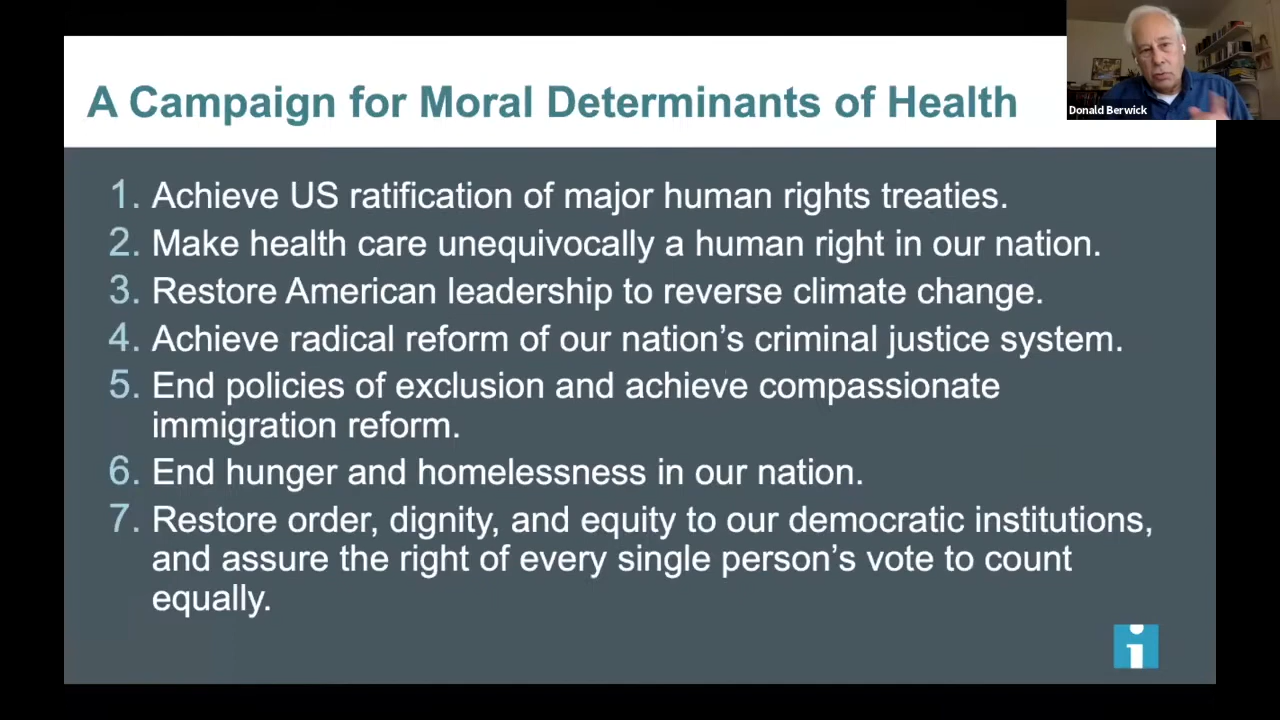 A Campaign for Moral Determinants of Health
Donald Berwick
1. Achieve US ratification of major human rights treaties.
2. Make health care unequivocally a human right in our nation.
3. Restore American leadership to reverse climate change.
4. Achieve radical reform of our nation’s criminal justice system.
5. End policies of exclusion and achieve compassionate
immigration reform.
6. End hunger and homelessness in our nation.
7. Restore order, dignity, and equity to our democratic institutions,
and assure the right of every single person’s vote to count
equally.
i